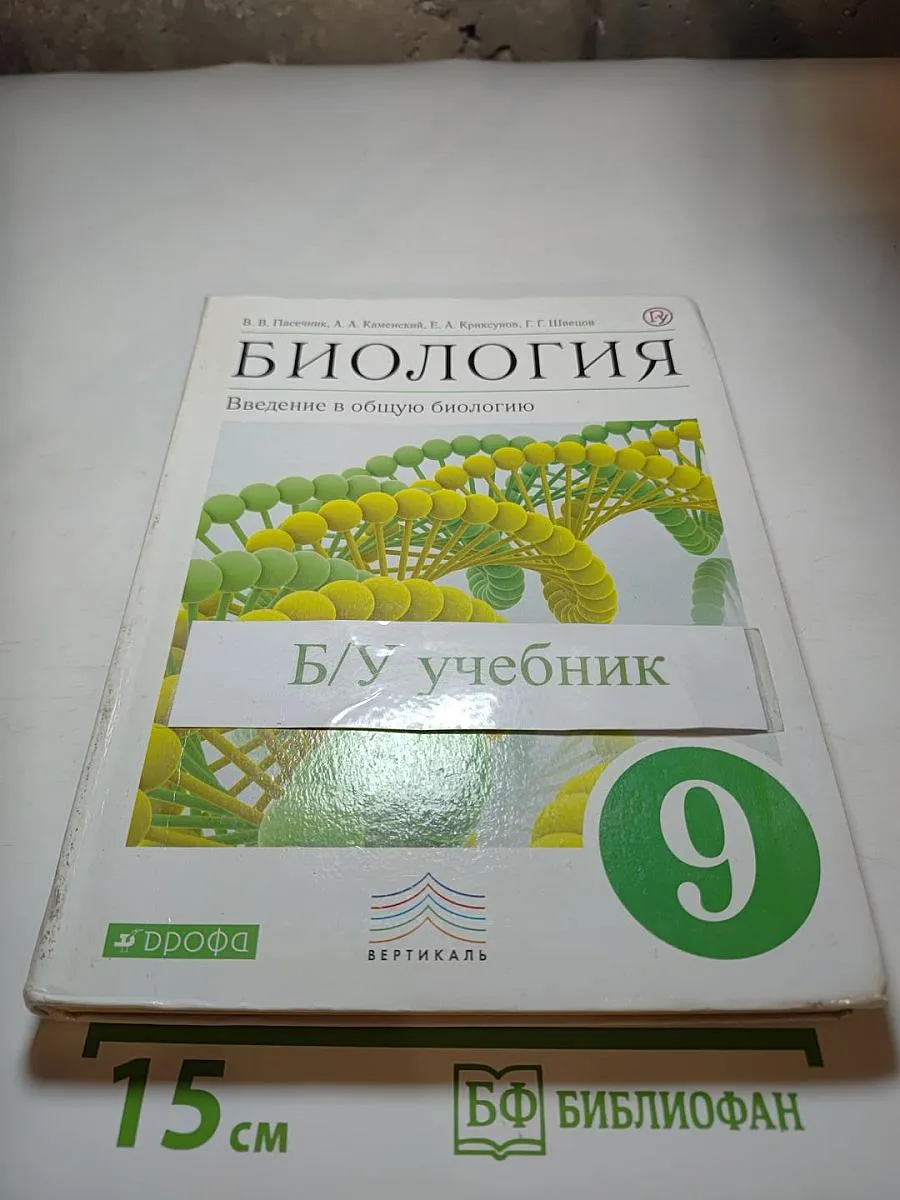 В. В. Пасечник, А. А. Каменский, Е. А. Криксунов, Г. Г. Швецов
БИОЛОГИЯ
Введение в общую биологию
Б/У учебник
9
дрофа
ВЕРТИКАЛЬ
15 см
БФ БИБЛИОФАН